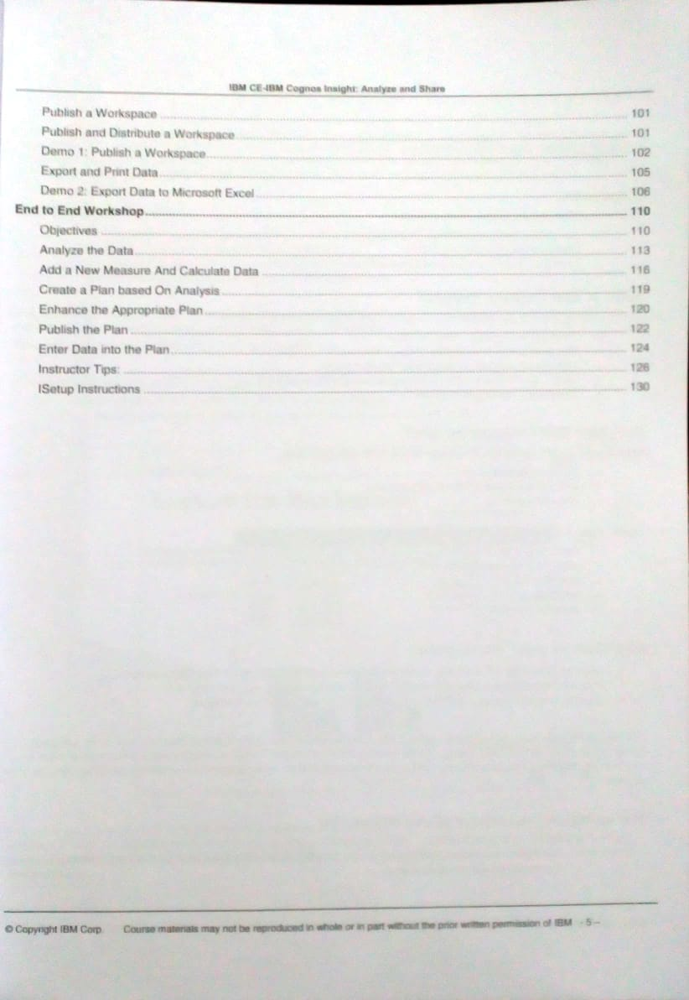 IBM CE-IBM Cognos Insight: Analyze and Share
Publish a Workspace ........ 101
Publish and Distribute a Workspace ........ 101
Demo 1: Publish a Workspace ........ 102
Export and Print Data ........ 105
Demo 2: Export Data to Microsoft Excel ........ 106
End to End Workshop ........ 110
Objectives ........ 110
Analyze the Data ........ 113
Add a New Measure And Calculate Data ........ 116
Create a Plan based On Analysis ........ 119
Enhance the Appropriate Plan ........ 120
Publish the Plan ........ 122
Enter Data into the Plan ........ 124
Instructor Tips: ........ 126
ISetup Instructions ........ 130
© Copyright IBM Corp. Course materials may not be reproduced in whole or in part without the prior written permission of IBM - 5 –